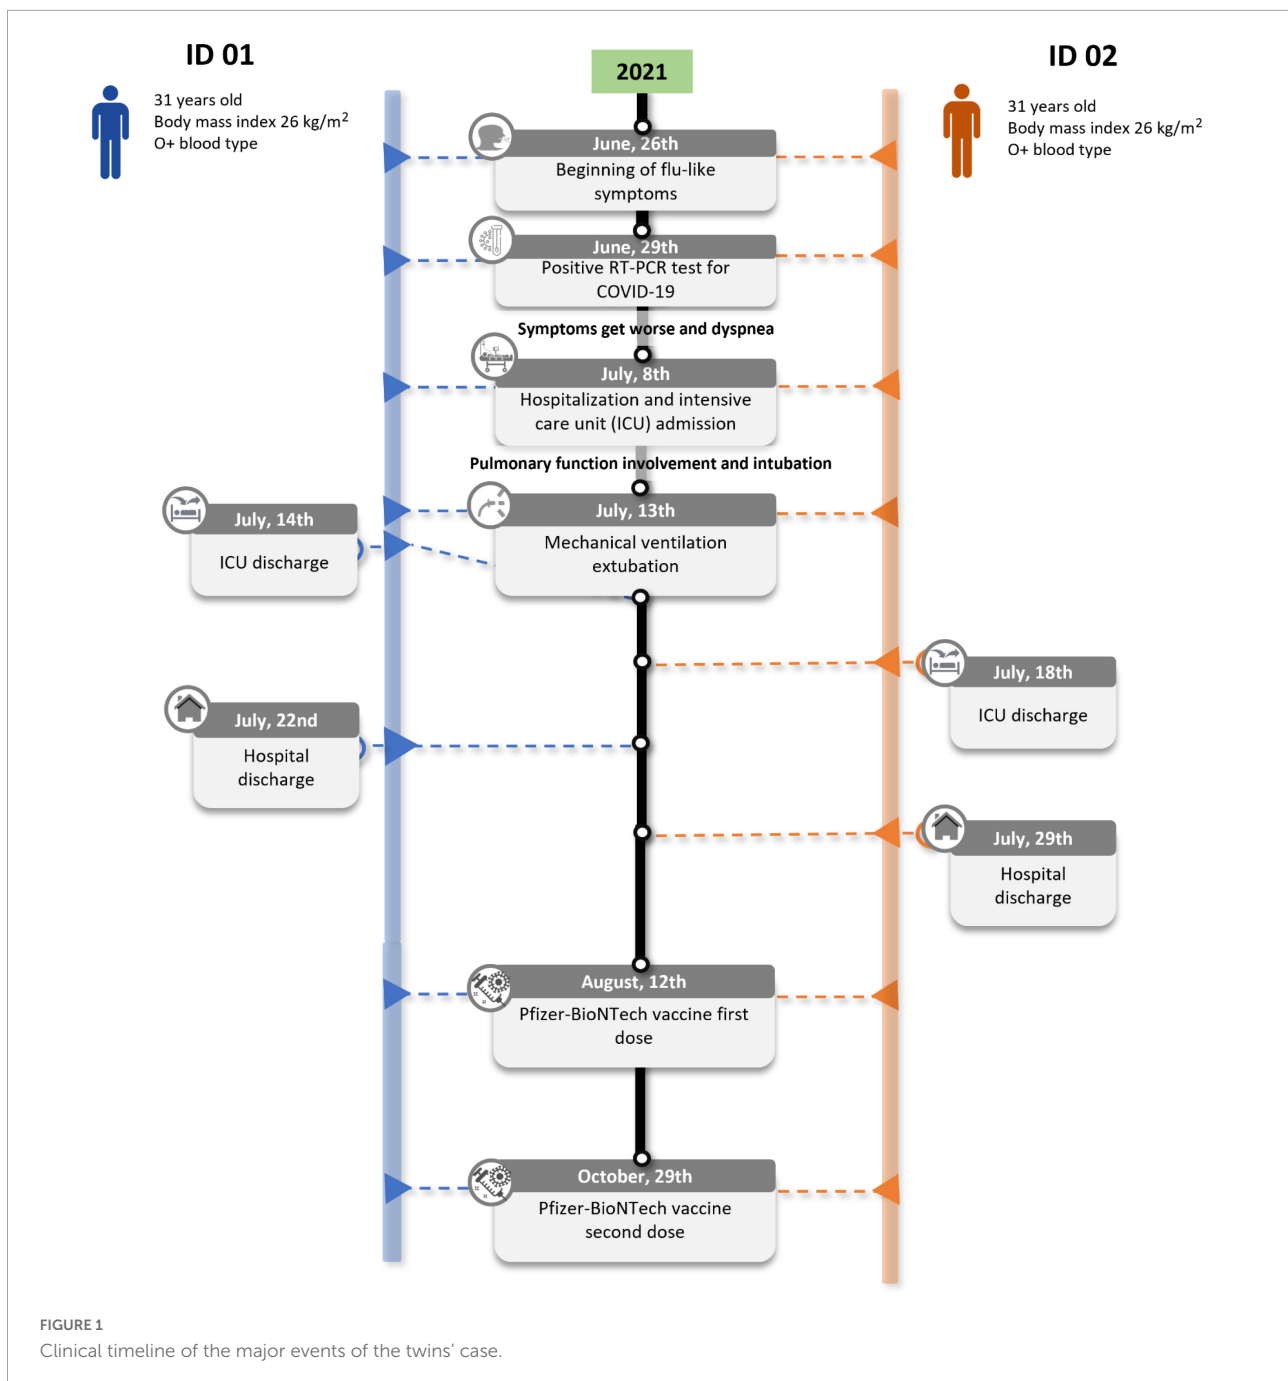 ID 01
31 years old
Body mass index 26 kg/m²
O+ blood type
2021
ID 02
31 years old
Body mass index 26 kg/m²
O+ blood type
June, 26th
Beginning of flu-like
symptoms
June, 29th
Positive RT-PCR test for
COVID-19
Symptoms get worse and dyspnea
July, 8th
Hospitalization and intensive
care unit (ICU) admission
Pulmonary function involvement and intubation
July, 13th
Mechanical ventilation
extubation
July, 14th
ICU discharge
July, 18th
ICU discharge
July, 22nd
Hospital
discharge
July, 29th
Hospital
discharge
August, 12th
Pfizer-BioNTech vaccine first
dose
October, 29th
Pfizer-BioNTech vaccine
second dose
FIGURE 1
Clinical timeline of the major events of the twins' case.